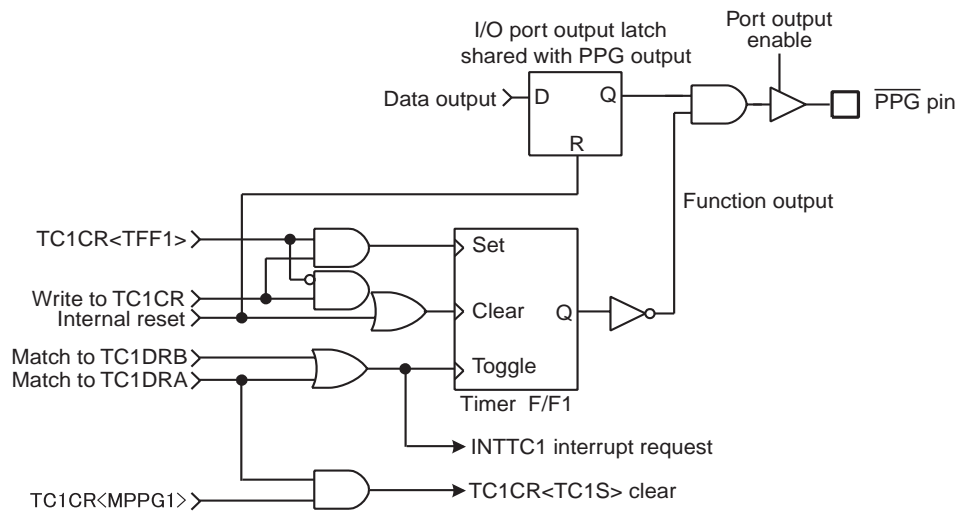 I/O port output latch
shared with PPG output
Port output
enable
Data output
D
Q
R
PPG pin
Function output
TC1CR<TFF1>
Set
Write to TC1CR
Internal reset
Clear
Q
Match to TC1DRB
Match to TC1DRA
Toggle
Timer F/F1
INTTC1 interrupt request
TC1CR<MPPG1>
TC1CR<TC1S> clear